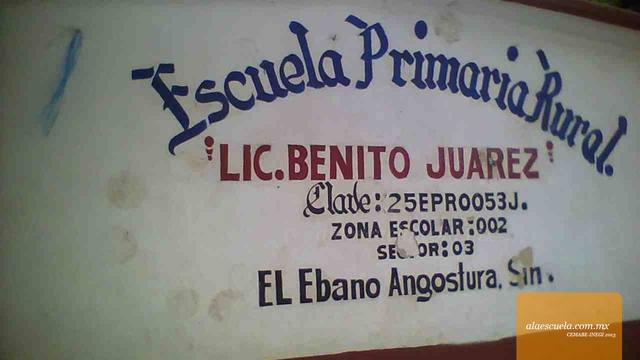 Escuela Primaria Rural.
"LIC. BENITO JUAREZ"
Clave: 25EPR0053J.
ZONA ESCOLAR: 002
SECTOR: 03
EL Ebano Angostura, Sin.
alaescuela.com.mx
CEMABE-INEGI 2013